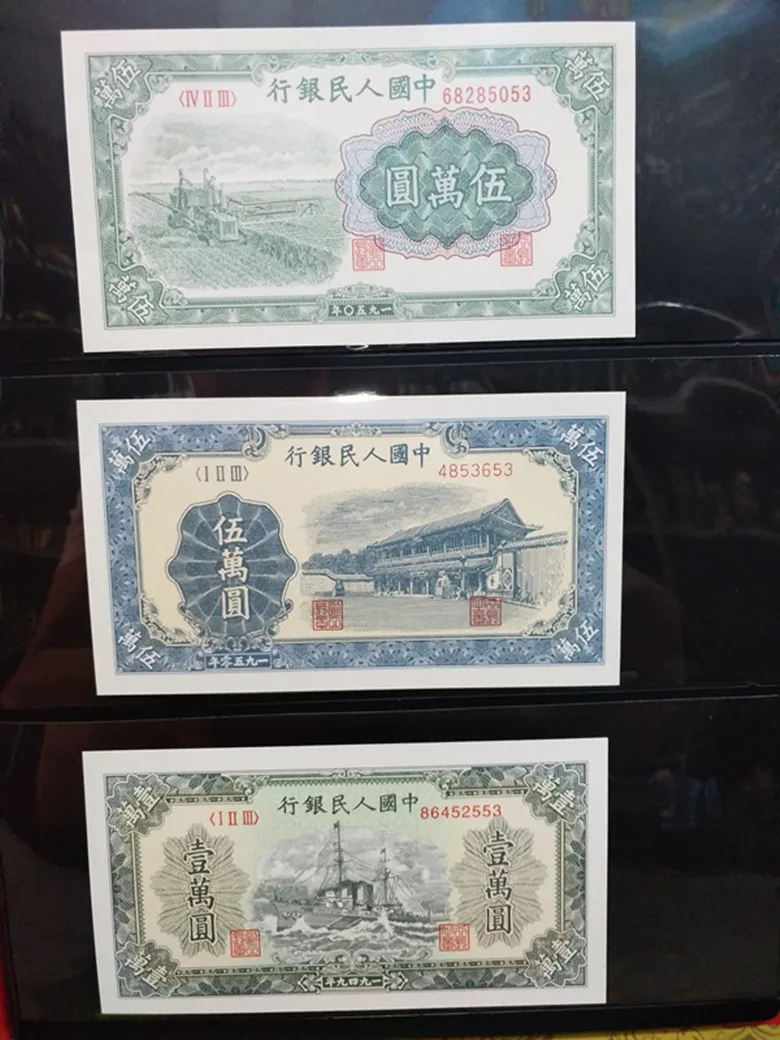 伍萬
伍萬
中國人民銀行
〈Ⅳ Ⅱ Ⅲ〉
68285053
伍萬圓
伍萬
伍萬
一九五〇年
伍萬
伍萬
中國人民銀行
〈Ⅰ Ⅱ Ⅲ〉
4853653
伍萬圓
伍萬
伍萬
一九五零年
壹萬
壹萬
中國人民銀行
〈Ⅰ Ⅱ Ⅲ〉
86452553
壹萬圓
壹萬圓
壹萬
壹萬
一九四九年